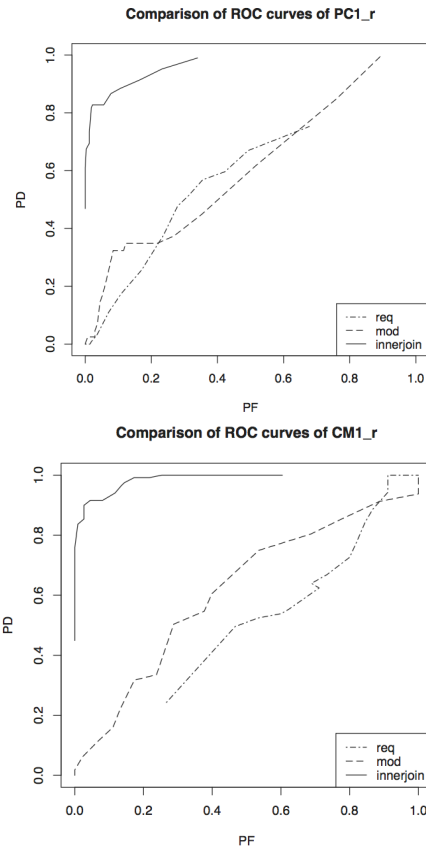 Comparison of ROC curves of PC1_r
PD
1.0
0.8
0.6
0.4
0.2
0.0
req
mod
innerjoin
0.0 0.2 0.4 0.6 0.8 1.0
PF
Comparison of ROC curves of CM1_r
PD
1.0
0.8
0.6
0.4
0.2
0.0
req
mod
innerjoin
0.0 0.2 0.4 0.6 0.8 1.0
PF